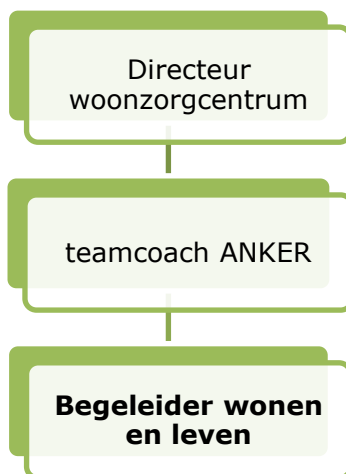 Directeur
woonzorgcentrum
teamcoach ANKER
Begeleider wonen
en leven